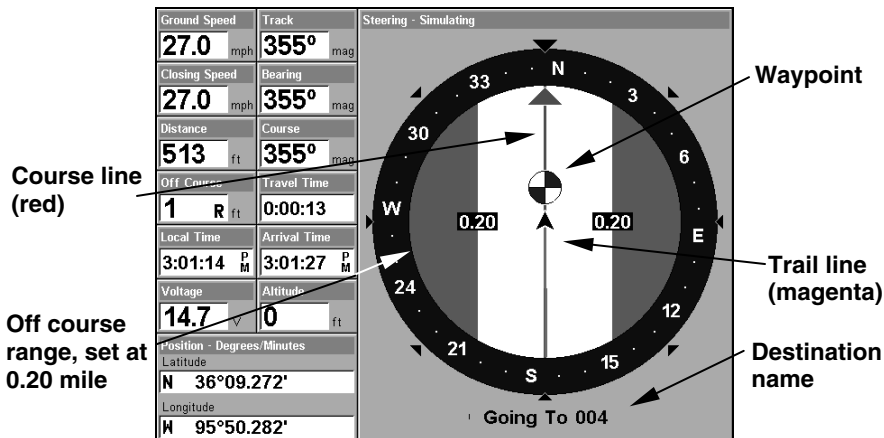 Ground Speed
27.0 mph
Track
355º mag
Closing Speed
27.0 mph
Bearing
355º mag
Distance
513 ft
Course
355º mag
Off Course
1 R ft
Travel Time
0:00:13
Local Time
3:01:14 PM
Arrival Time
3:01:27 PM
Voltage
14.7 V
Altitude
0 ft
Position - Degrees/Minutes
Latitude
N 36°09.272'
Longitude
W 95°50.282'
Steering - Simulating
N
3
6
E
12
15
S
21
24
W
30
33
0.20
0.20
Going To 004
Course line
(red)
Off course
range, set at
0.20 mile
Waypoint
Trail line
(magenta)
Destination
name